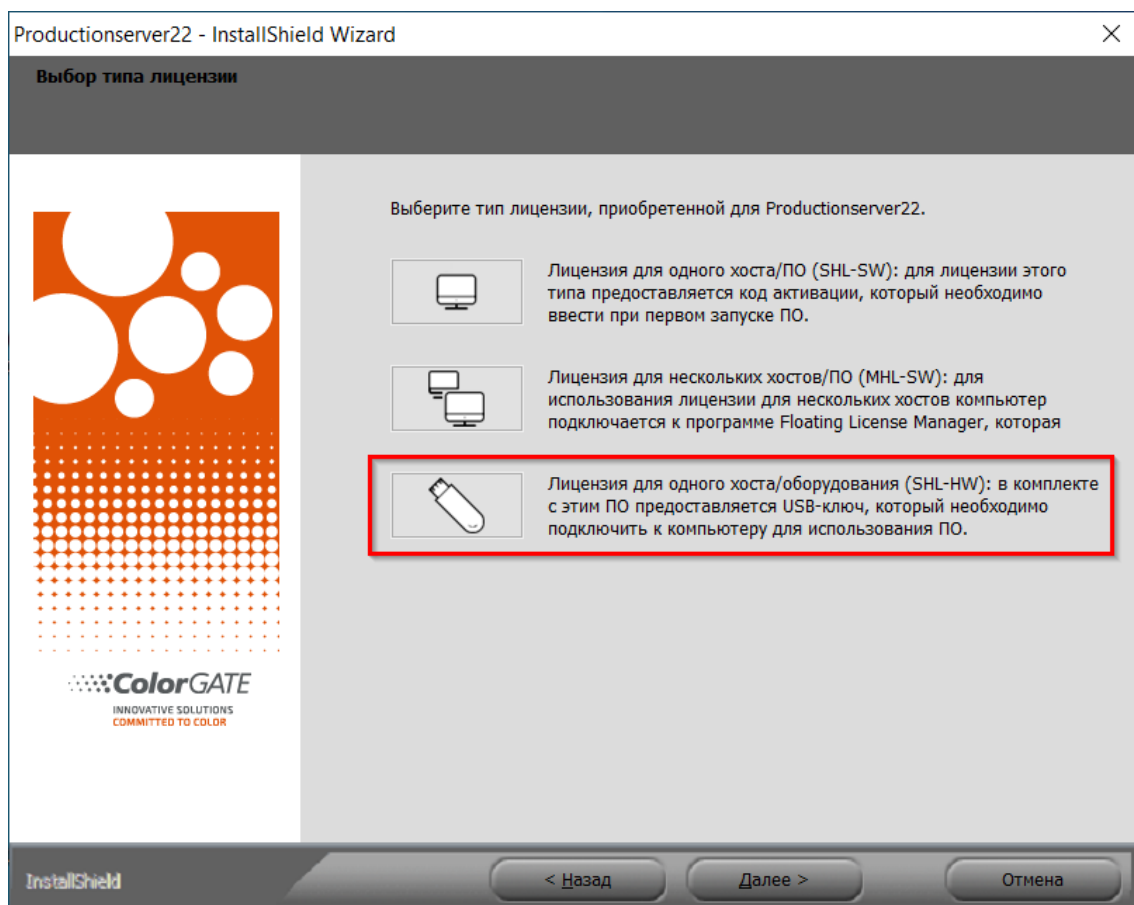 Productionserver22 - InstallShield Wizard
Выбор типа лицензии
Выберите тип лицензии, приобретенной для Productionserver22.
Лицензия для одного хоста/ПО (SHL-SW): для лицензии этого
типа предоставляется код активации, который необходимо
ввести при первом запуске ПО.
Лицензия для нескольких хостов/ПО (MHL-SW): для
использования лицензии для нескольких хостов компьютер
подключается к программе Floating License Manager, которая
Лицензия для одного хоста/оборудования (SHL-HW): в комплекте
с этим ПО предоставляется USB-ключ, который необходимо
подключить к компьютеру для использования ПО.
ColorGATE
INNOVATIVE SOLUTIONS
COMMITTED TO COLOR
InstallShield
< Назад
Далее >
Отмена